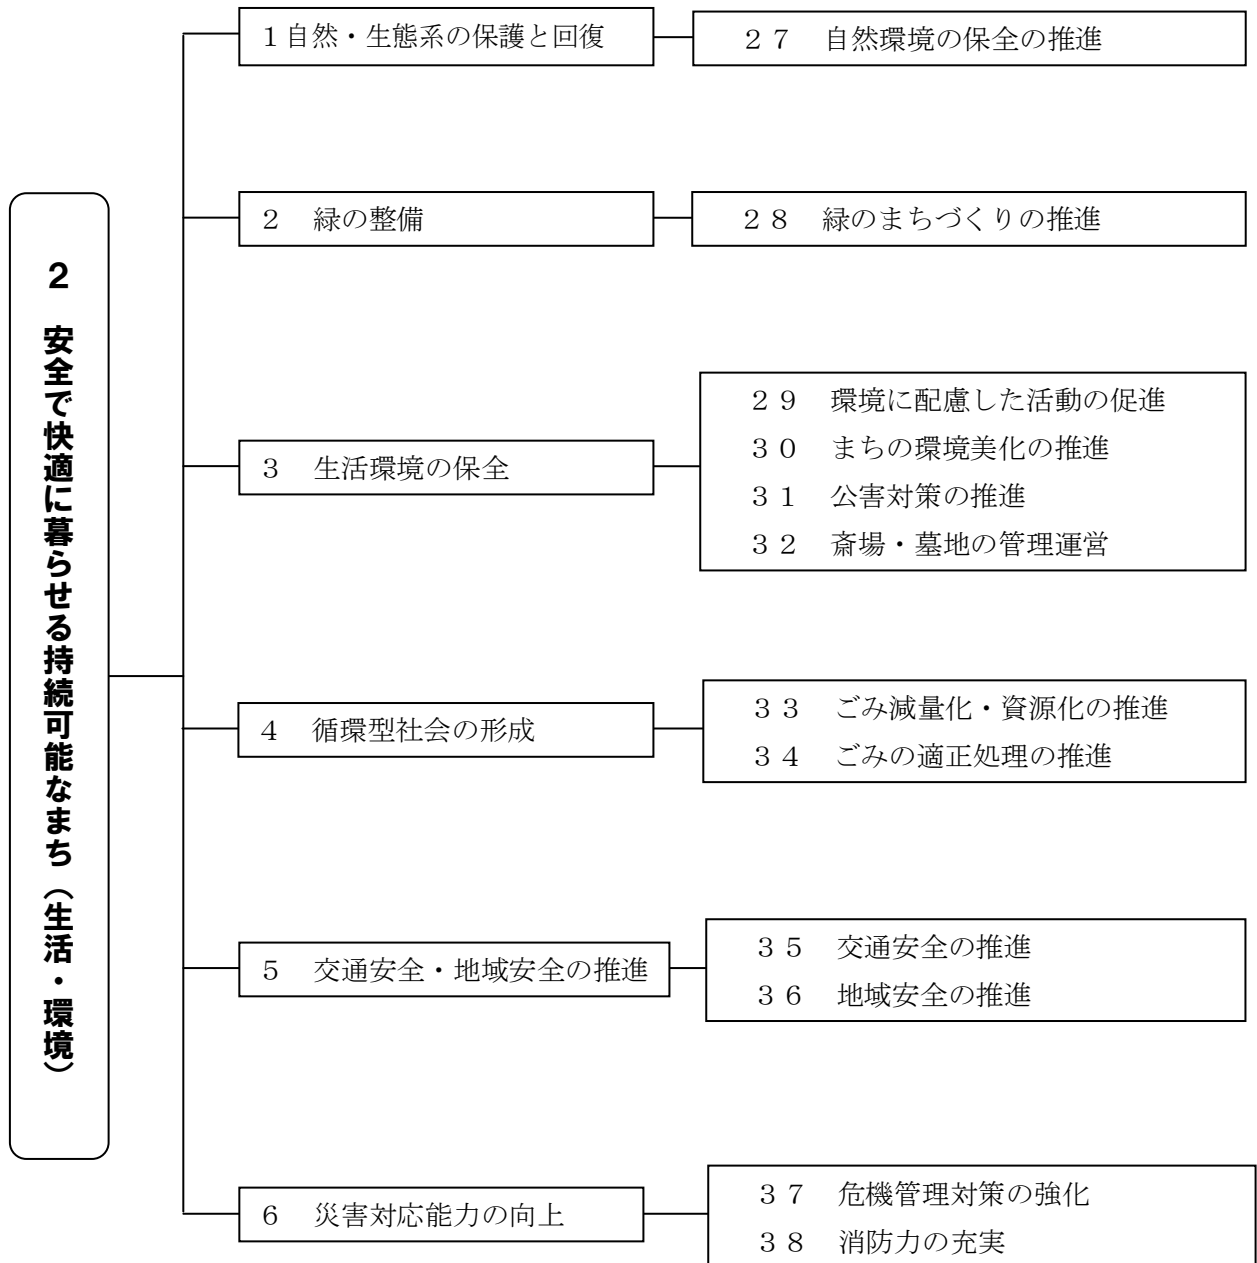 2 安全で快適に暮らせる持続可能なまち（生活・環境）
１自然・生態系の保護と回復
２７　自然環境の保全の推進
２　緑の整備
２８　緑のまちづくりの推進
３　生活環境の保全
２９　環境に配慮した活動の促進
３０　まちの環境美化の推進
３１　公害対策の推進
３２　斎場・墓地の管理運営
４　循環型社会の形成
３３　ごみ減量化・資源化の推進
３４　ごみの適正処理の推進
５　交通安全・地域安全の推進
３５　交通安全の推進
３６　地域安全の推進
６　災害対応能力の向上
３７　危機管理対策の強化
３８　消防力の充実